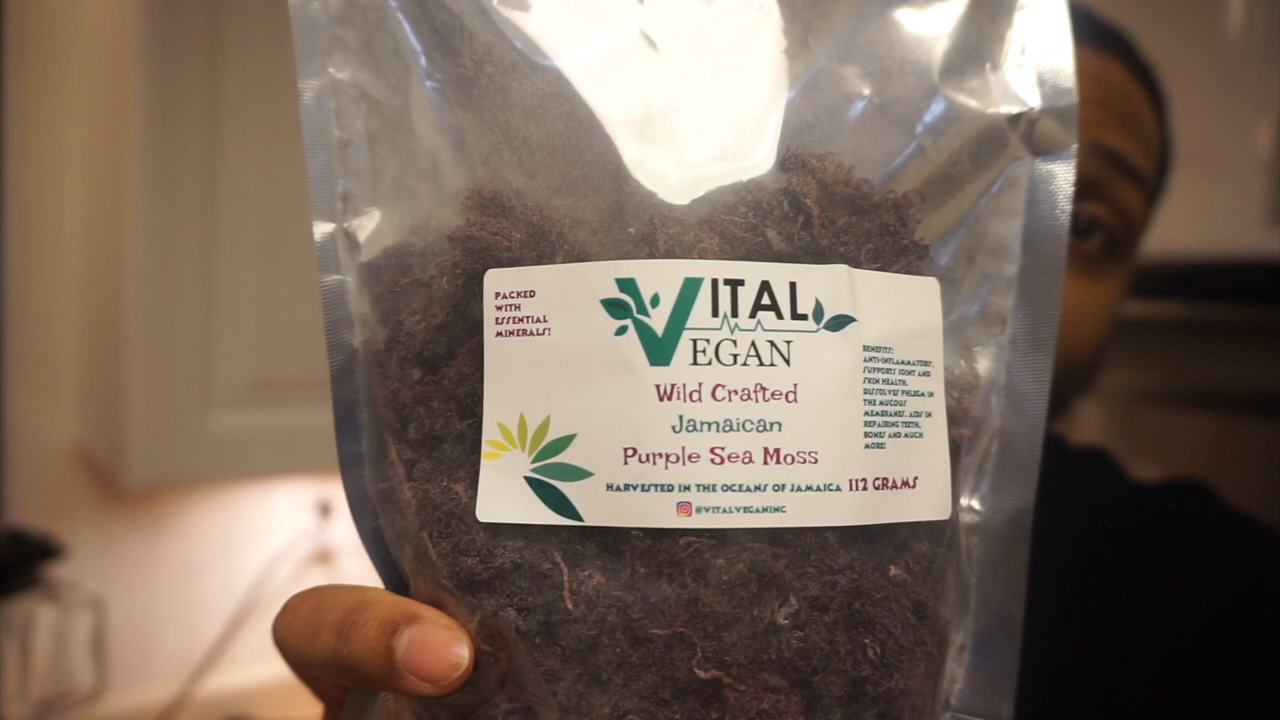 PACKED
WITH
ESSENTIAL
MINERALS!
VITAL
VEGAN
Wild Crafted
Jamaican
Purple Sea Moss
HARVESTED IN THE OCEANS OF JAMAICA 112 GRAMS
@VITALVEGANINC
BENEFITS:
ANTI-INFLAMMATORY,
SUPPORTS JOINT AND
SKIN HEALTH.
DISSOLVES PHLEGM IN
THE MUCOUS
MEMBRANES. AIDS IN
REPAIRING TEETH,
BONES AND MUCH
MORE!